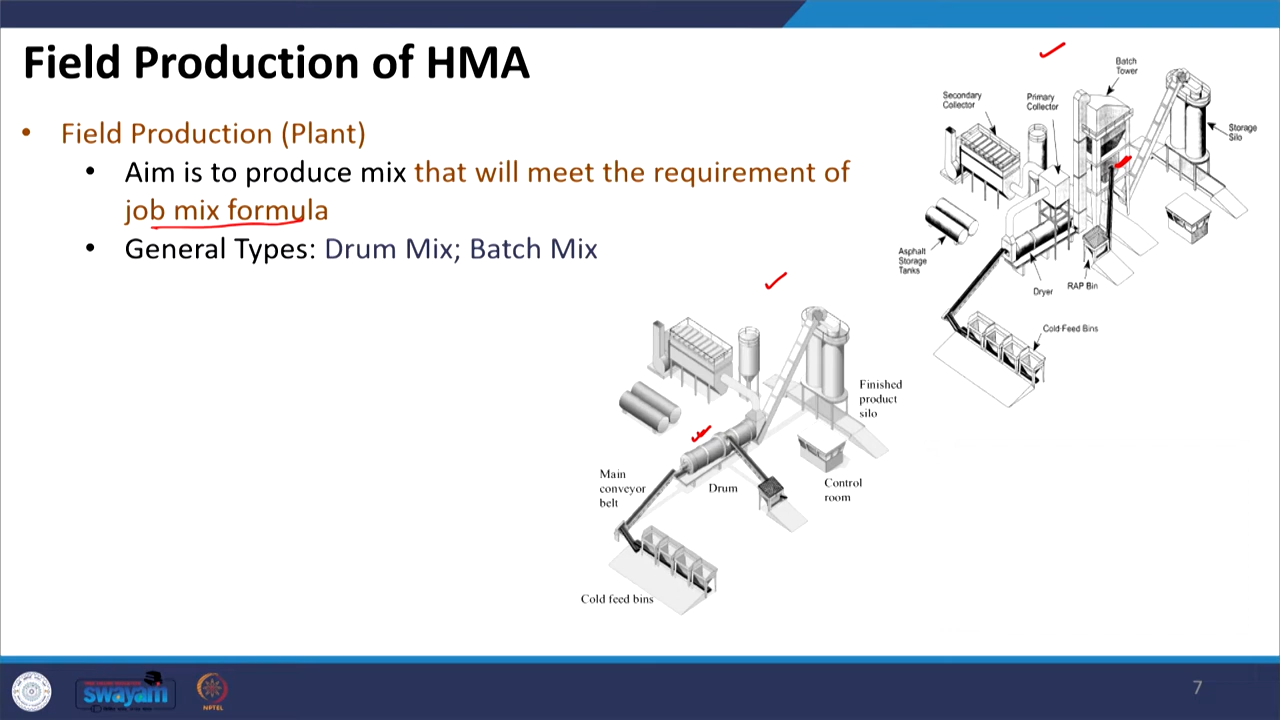 Field Production of HMA
• Field Production (Plant)
• Aim is to produce mix that will meet the requirement of
job mix formula
• General Types: Drum Mix; Batch Mix
Batch
Tower
Secondary
Collector
Primary
Collector
Storage
Silo
Asphalt
Storage
Tanks
Dryer
RAP Bin
Cold-Feed Bins
Finished
product
silo
Main
conveyor
belt
Drum
Control
room
Cold feed bins
swayam
NPTEL
7